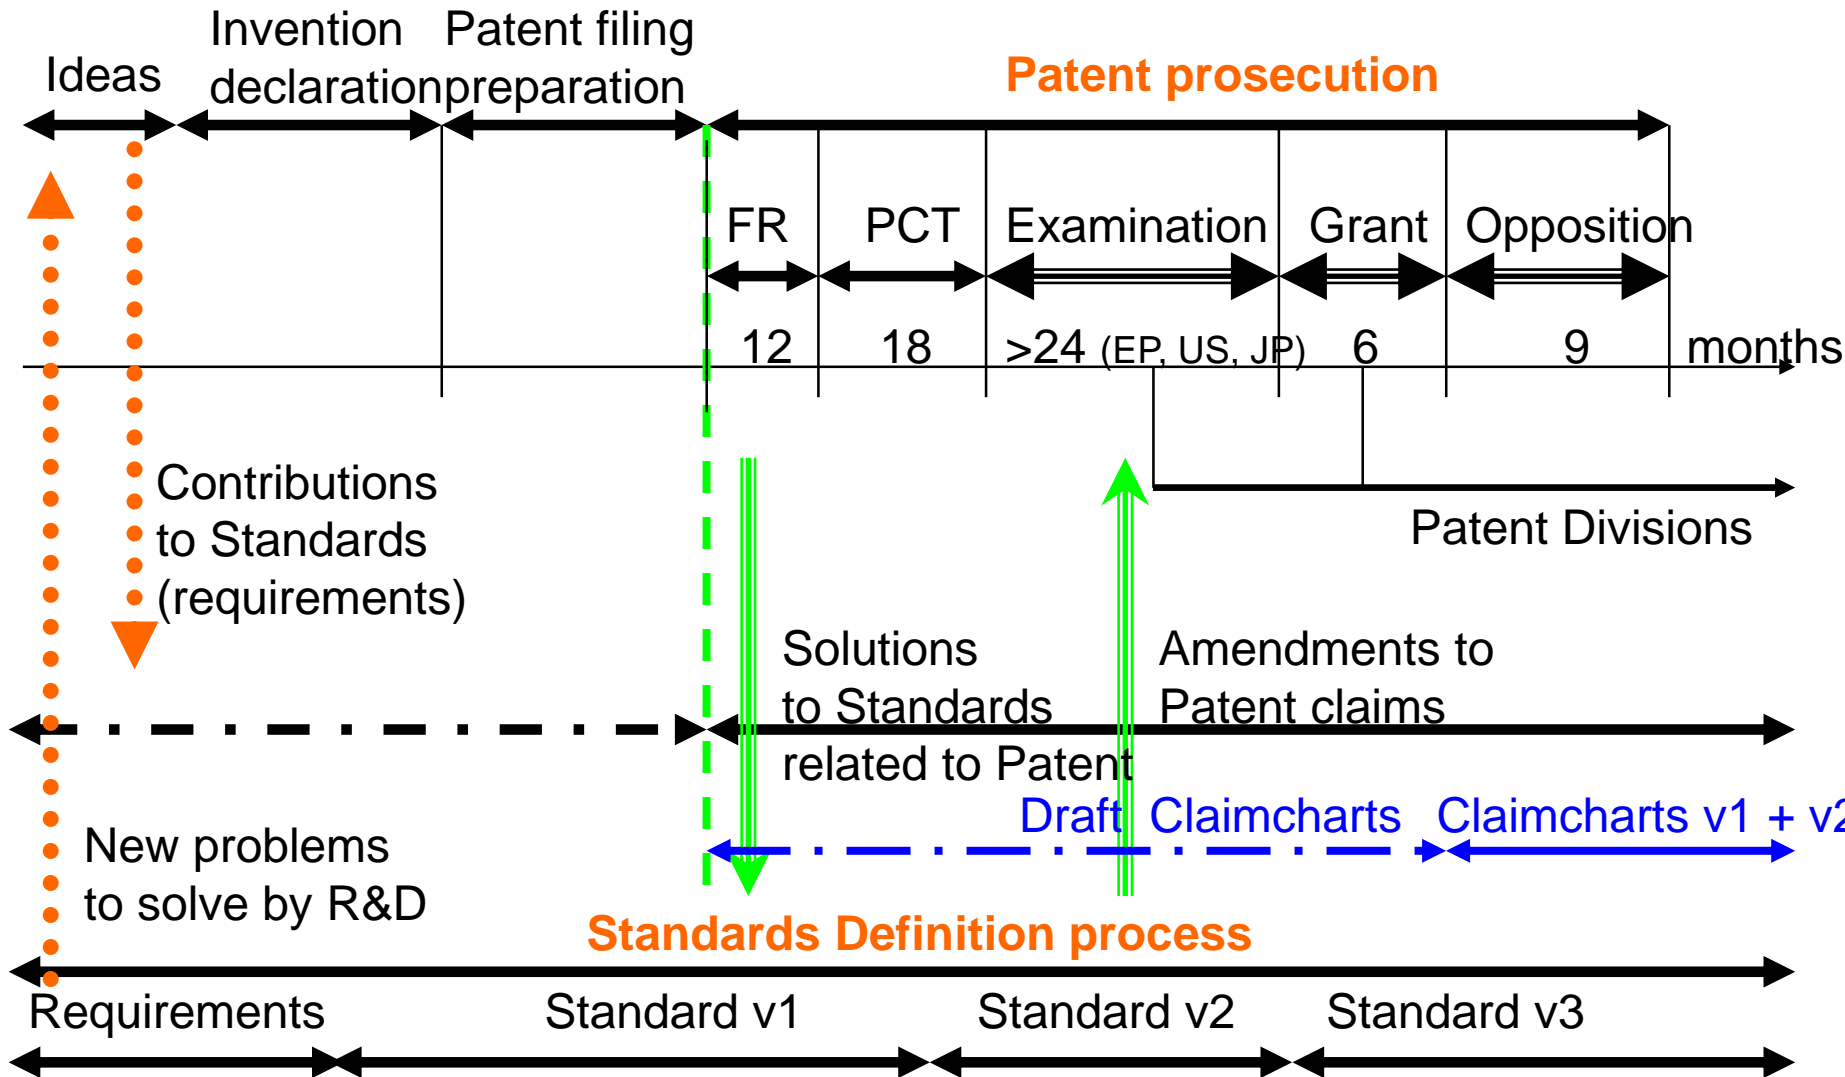 Ideas
Invention
declaration
Patent filing
preparation
Patent prosecution
FR
PCT
Examination
Grant
Opposition
12
18
>24 (EP, US, JP)
6
9
months
Contributions
to Standards
(requirements)
Patent Divisions
Solutions
to Standards
related to Patent
Amendments to
Patent claims
Draft Claimcharts
Claimcharts v1 + v2
New problems
to solve by R&D
Standards Definition process
Requirements
Standard v1
Standard v2
Standard v3